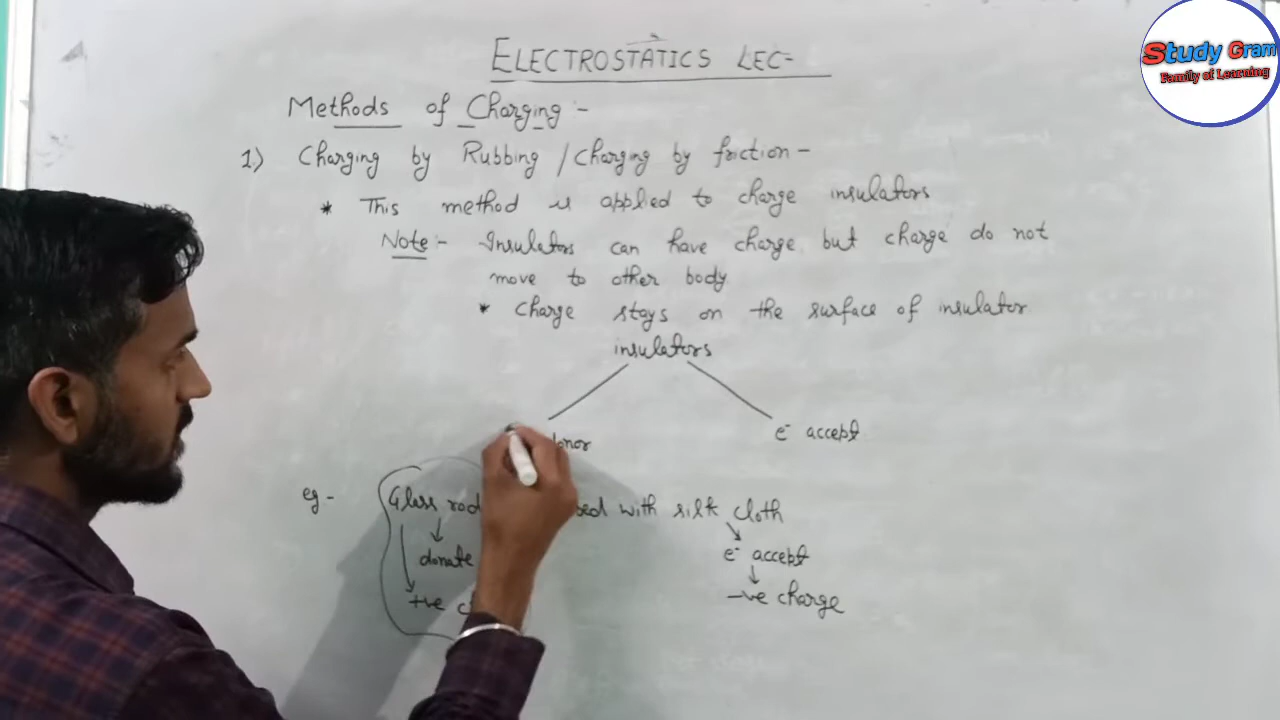 Study Gram
Family of Learning
ELECTROSTATICS LEC-
Methods of Charging :-
1.) Charging by Rubbing / Charging by friction -
* This method is applied to charge insulators
Note:- Insulators can have charge but charge do not
move to other body
* Charge stays on the surface of insulator
insulators
e⁻ accept
eg- Glass rod with silk cloth
donate e⁻ accept
+ve -ve charge